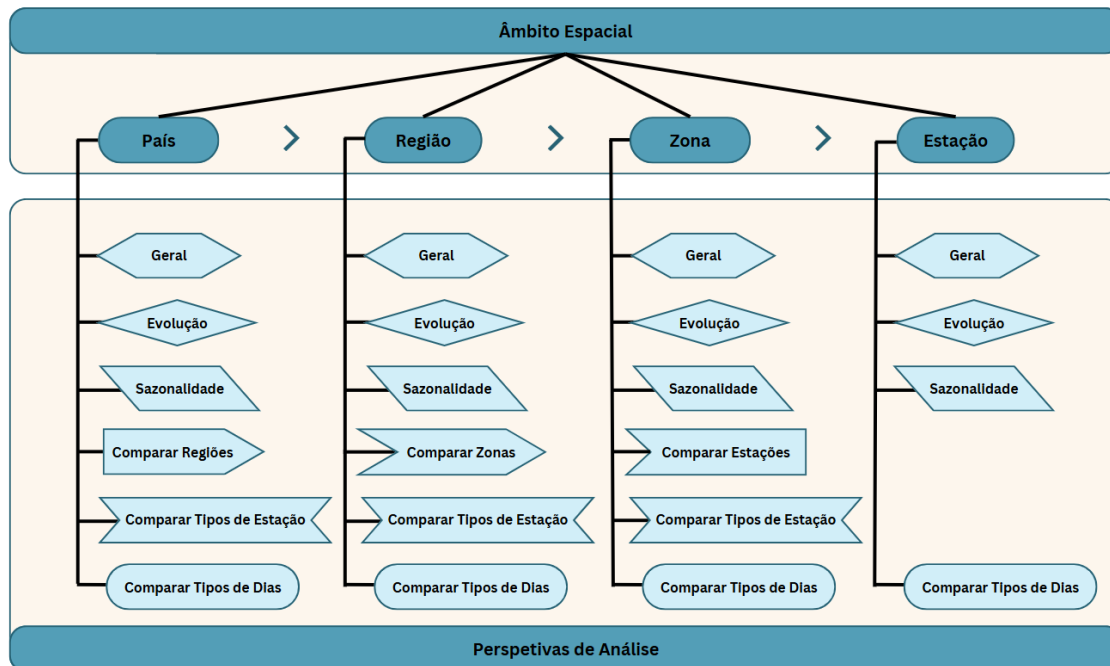 Âmbito Espacial
País
>
Região
>
Zona
>
Estação
Geral
Geral
Geral
Geral
Evolução
Evolução
Evolução
Evolução
Sazonalidade
Sazonalidade
Sazonalidade
Sazonalidade
Comparar Regiões
Comparar Zonas
Comparar Estações
Comparar Tipos de Estação
Comparar Tipos de Estação
Comparar Tipos de Estação
Comparar Tipos de Dias
Comparar Tipos de Dias
Comparar Tipos de Dias
Comparar Tipos de Dias
Perspetivas de Análise